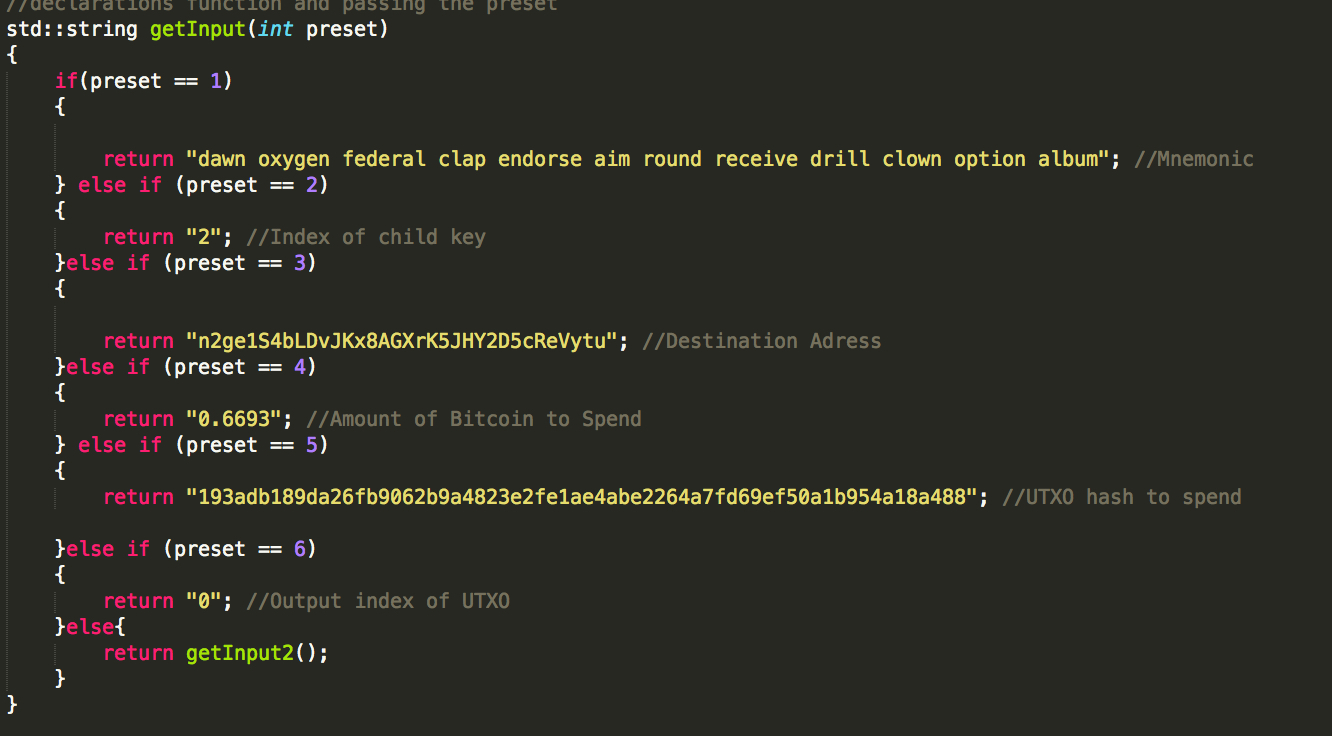 //declarations function and passing the preset
std::string getInput(int preset)
{
if(preset == 1)
{
return "dawn oxygen federal clap endorse aim round receive drill clown option album"; //Mnemonic
} else if (preset == 2)
{
return "2"; //Index of child key
}else if (preset == 3)
{
return "n2ge1S4bLDvJKx8AGXrK5JHY2D5cReVytu"; //Destination Adress
}else if (preset == 4)
{
return "0.6693"; //Amount of Bitcoin to Spend
} else if (preset == 5)
{
return "193adb189da26fb9062b9a4823e2fe1ae4abe2264a7fd69ef50a1b954a18a488"; //UTXO hash to spend
}else if (preset == 6)
{
return "0"; //Output index of UTXO
}else{
return getInput2();
}
}